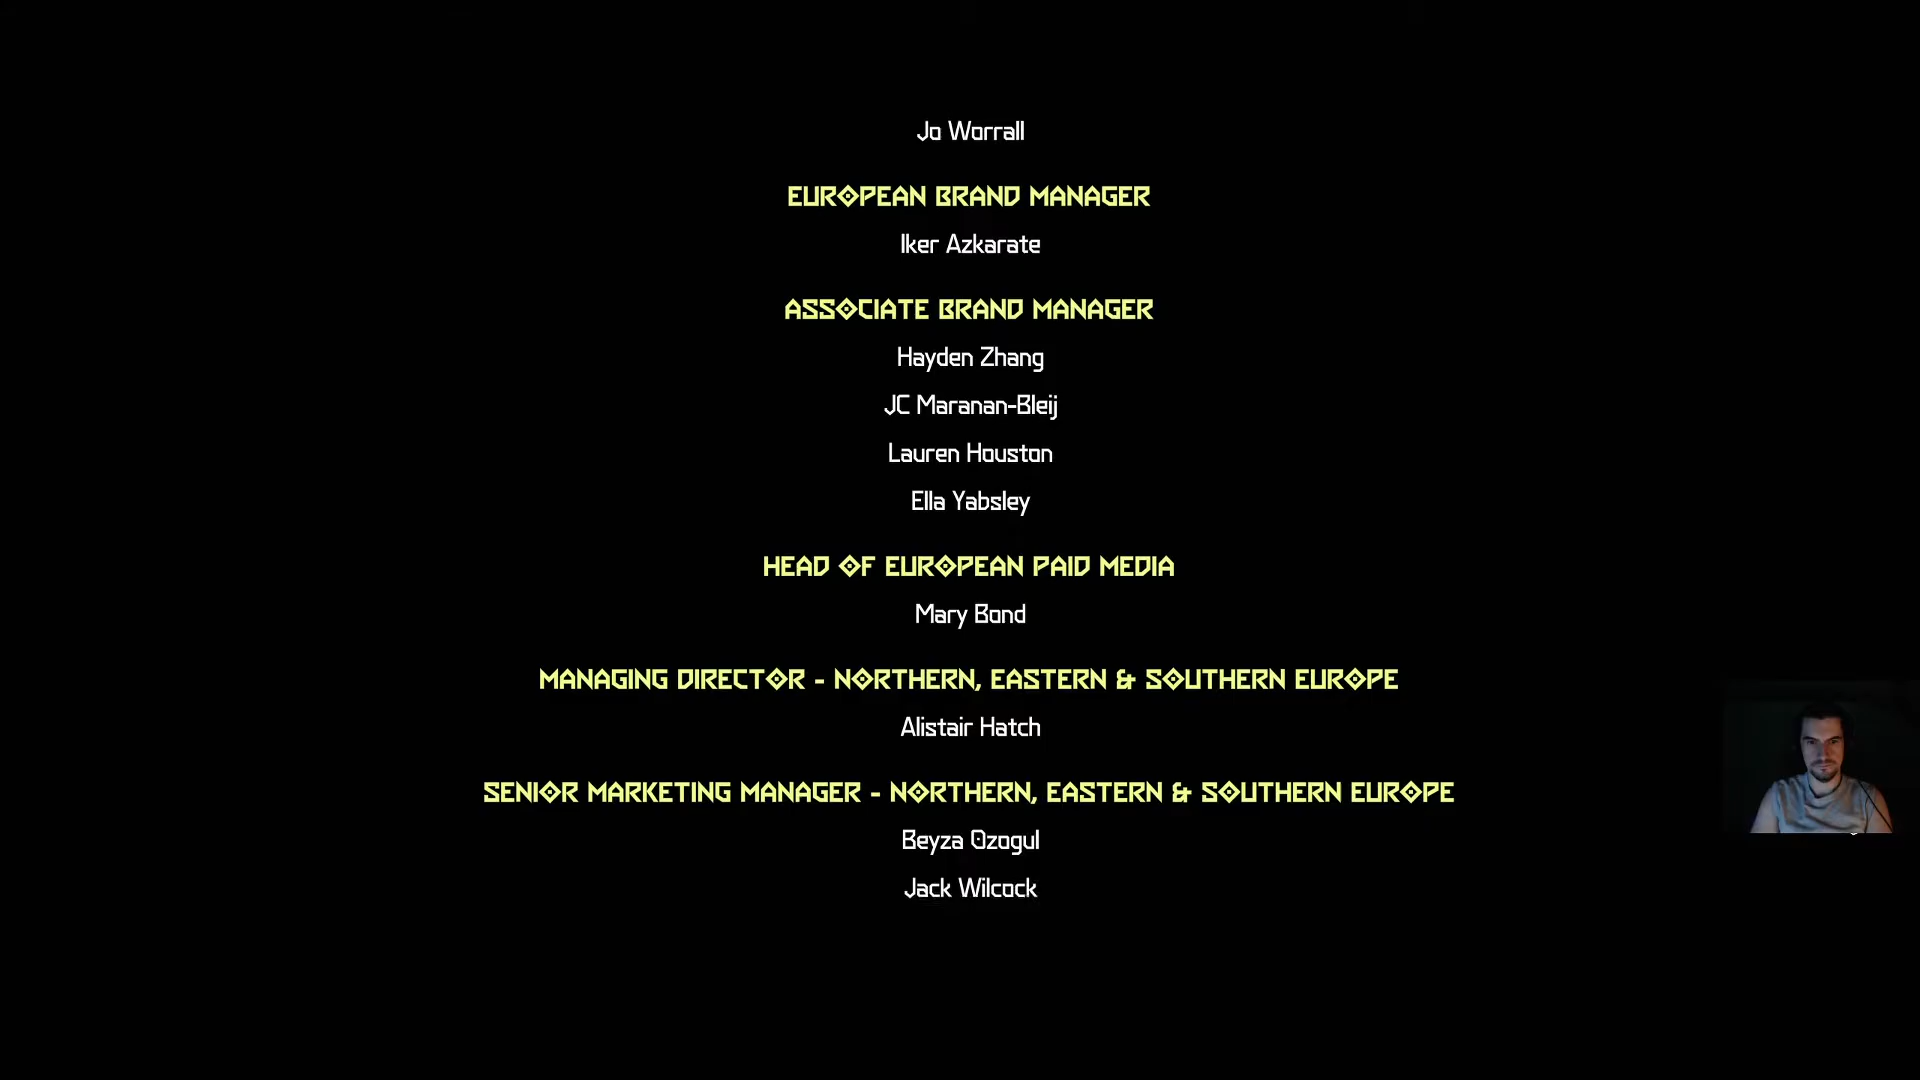 Jo Worrall
EUROPEAN BRAND MANAGER
Iker Azkarate
ASSOCIATE BRAND MANAGER
Hayden Zhang
JC Maranan-Bleij
Lauren Houston
Ella Yabsley
HEAD OF EUROPEAN PAID MEDIA
Mary Bond
MANAGING DIRECTOR - NORTHERN, EASTERN & SOUTHERN EUROPE
Alistair Hatch
SENIOR MARKETING MANAGER - NORTHERN, EASTERN & SOUTHERN EUROPE
Beyza Ozogul
Jack Wilcock